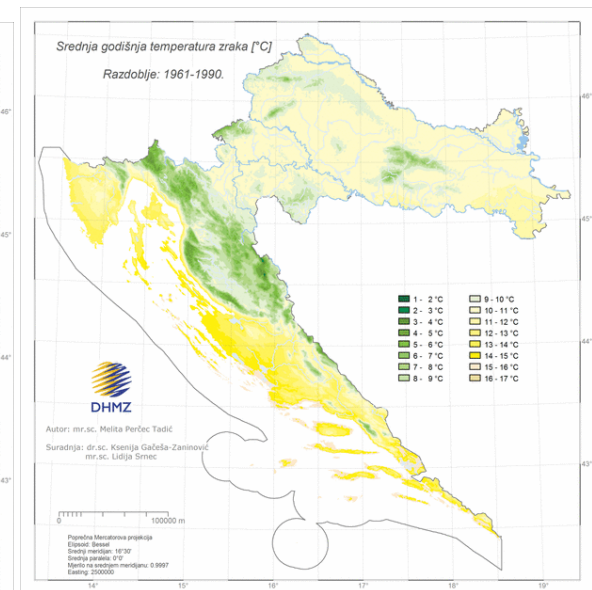 Srednja godišnja temperatura zraka [°C]
Razdoblje: 1961-1990.
46°
46°
45°
45°
44°
44°
43°
43°
1 - 2 °C
2 - 3 °C
3 - 4 °C
4 - 5 °C
5 - 6 °C
6 - 7 °C
7 - 8 °C
8 - 9 °C
9 - 10 °C
10 - 11 °C
11 - 12 °C
12 - 13 °C
13 - 14 °C
14 - 15 °C
15 - 16 °C
16 - 17 °C
DHMZ
Autor: mr.sc. Melita Perčec Tadić
Suradnja: dr.sc. Ksenija Gačeša-Zaninović
mr.sc. Lidija Srnec
0 100000 m
Poprečna Mercatorova projekcija
Elipsoid: Bessel
Srednji meridijan: 16°30'
Srednja paralela: 0°0'
Mjerilo na srednjem meridijanu: 0.9997
Easting: 2500000
14° 15° 16° 17° 18° 19°